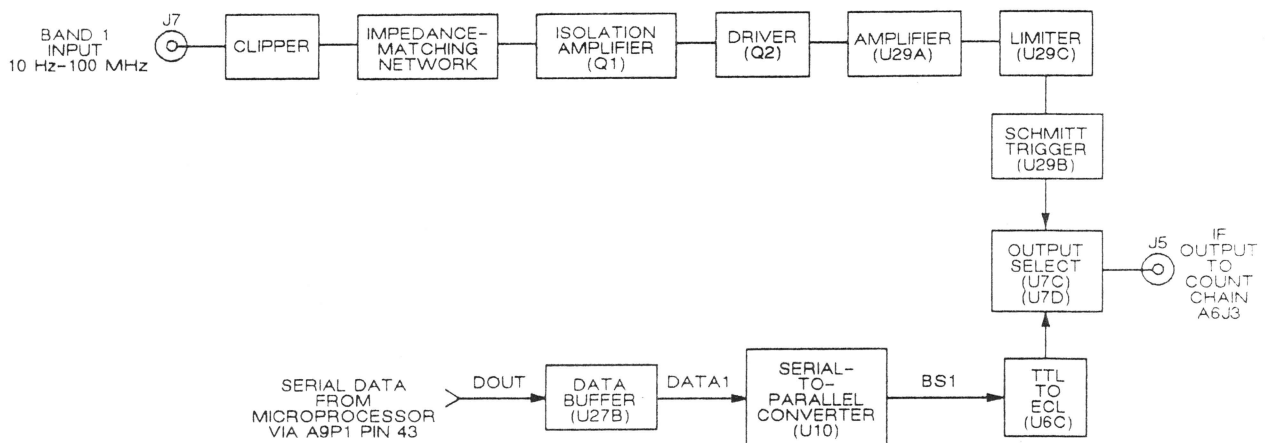 BAND 1
INPUT
10 Hz-100 MHz
J7
CLIPPER
IMPEDANCE-
MATCHING
NETWORK
ISOLATION
AMPLIFIER
(Q1)
DRIVER
(Q2)
AMPLIFIER
(U29A)
LIMITER
(U29C)
SCHMITT
TRIGGER
(U29B)
OUTPUT
SELECT
(U7C)
(U7D)
J5
IF
OUTPUT
TO
COUNT
CHAIN
A6J3
SERIAL DATA
FROM
MICROPROCESSOR
VIA A9P1 PIN 43
DOUT
DATA
BUFFER
(U27B)
DATA1
SERIAL-
TO-
PARALLEL
CONVERTER
(U10)
BS1
TTL
TO
ECL
(U6C)